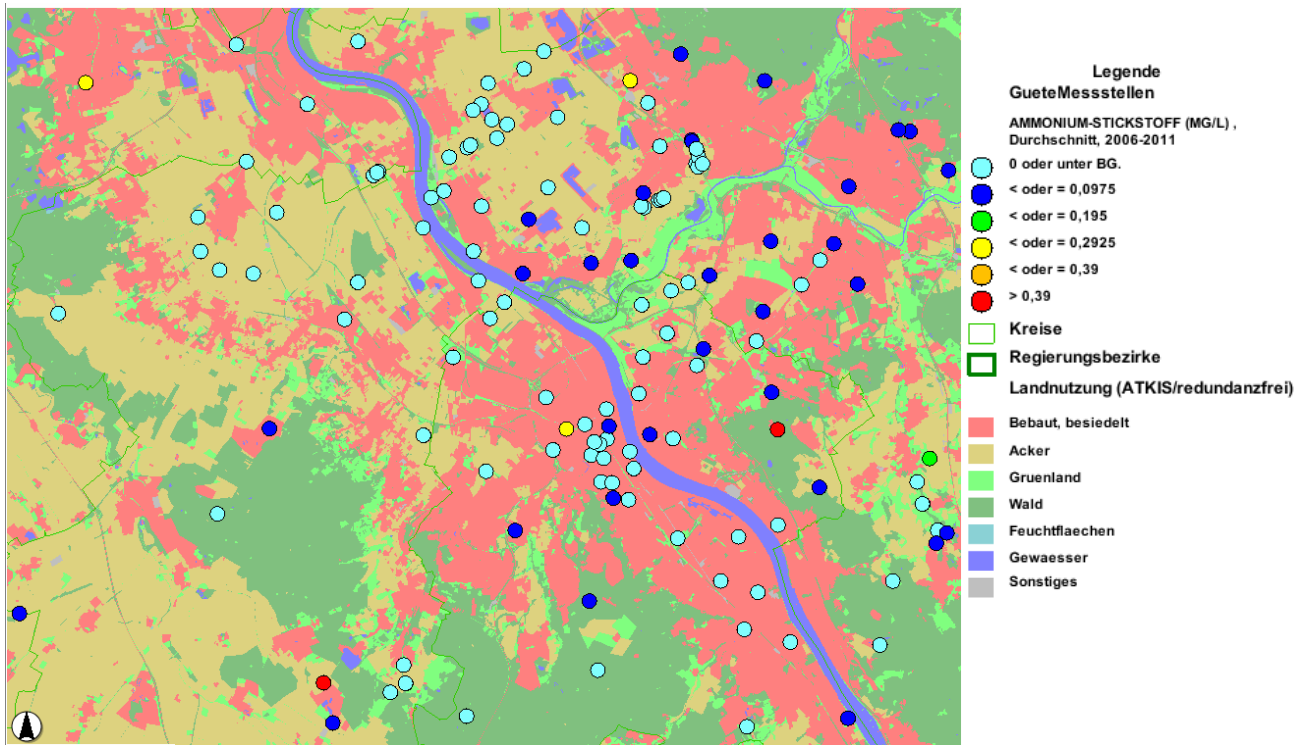 Legende
GueteMessstellen
AMMONIUM-STICKSTOFF (MG/L) ,
Durchschnitt, 2006-2011
0 oder unter BG.
< oder = 0,0975
< oder = 0,195
< oder = 0,2925
< oder = 0,39
> 0,39
Kreise
Regierungsbezirke
Landnutzung (ATKIS/redundanzfrei)
Bebaut, besiedelt
Acker
Gruenland
Wald
Feuchtflaechen
Gewaesser
Sonstiges